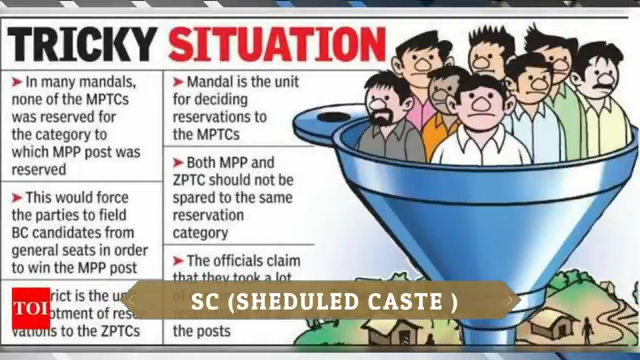 TRICKY SITUATION
➤ In many mandals,
none of the MPTCs
was reserved for
the category to
which MPP post was
reserved
➤ This would force
the parties to field
BC candidates from
general seats in order
to win the MPP post
rict is the
otment of
vations to the ZPTCs
➤ Mandal is the unit
for deciding
reservations to
the MPTCs
➤ Both MPP and
ZPTC should not be
spared to the same
reservation
category
➤ The officials claim
that they took a lot
the posts
TOI
SC (SHEDULED CASTE )